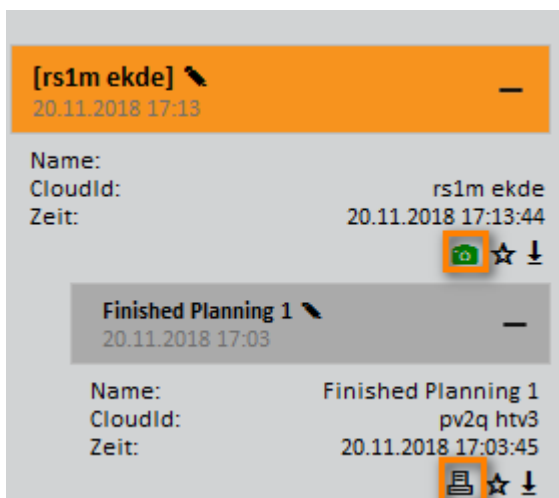 [rs1m ekde]
20.11.2018 17:13
Name:
CloudId: rs1m ekde
Zeit: 20.11.2018 17:13:44
Finished Planning 1
20.11.2018 17:03
Name: Finished Planning 1
CloudId: pv2q htv3
Zeit: 20.11.2018 17:03:45